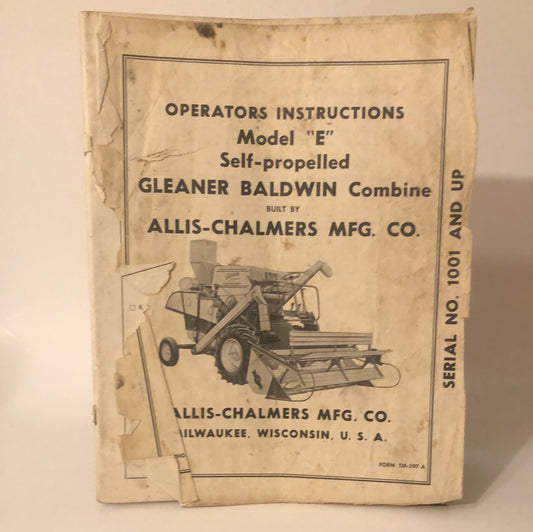 OPERATORS INSTRUCTIONS
Model "E"
Self-propelled
GLEANER BALDWIN Combine
BUILT BY
ALLIS-CHALMERS MFG. CO.
SERIAL NO. 1001 AND UP
ALLIS-CHALMERS MFG. CO.
MILWAUKEE, WISCONSIN, U. S. A.
FORM TM-297 A